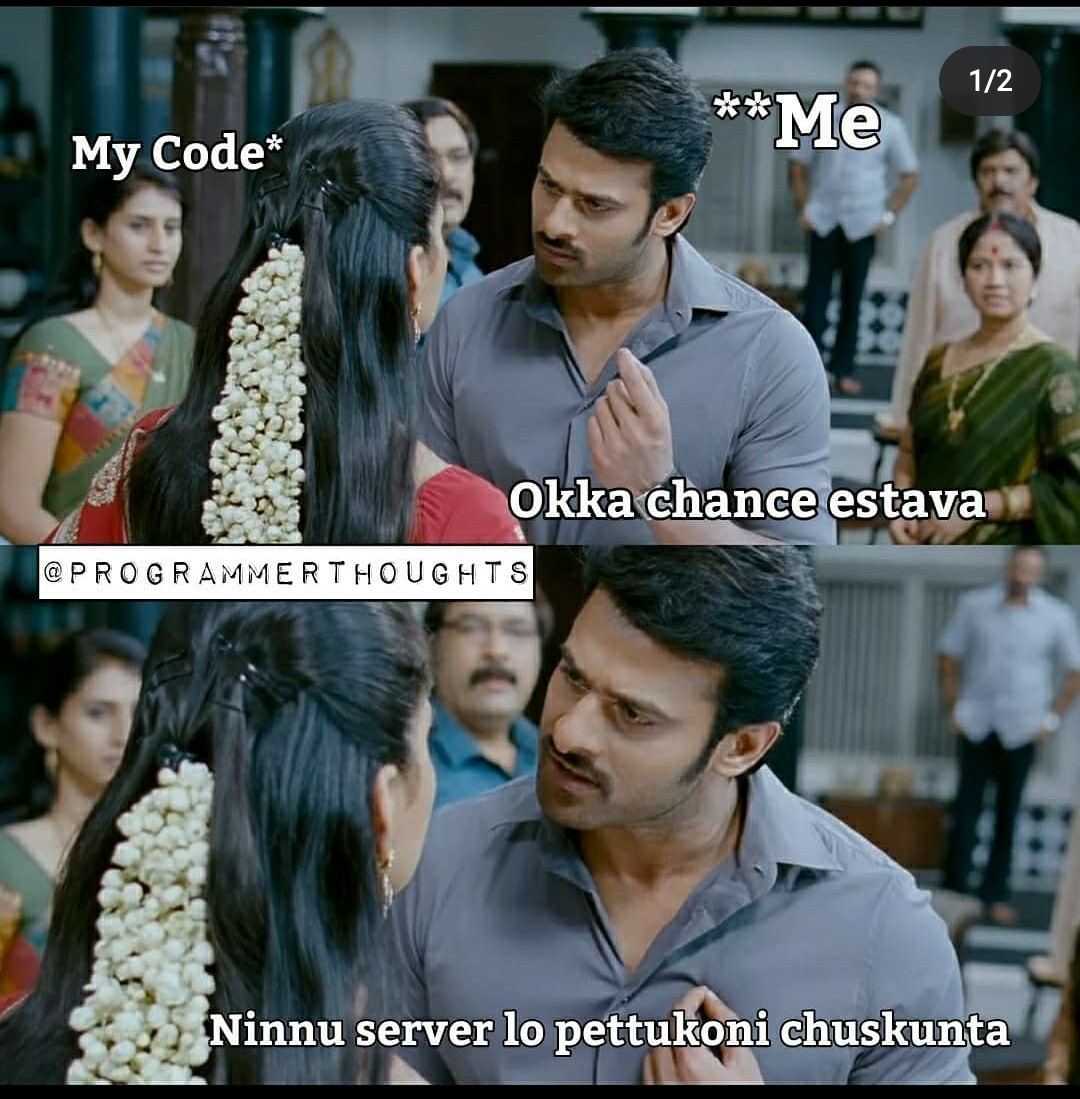 1/2
**Me
My Code*
Okka chance estava
@PROGRAMMERTHOUGHTS
Ninnu server lo pettukoni chuskunta